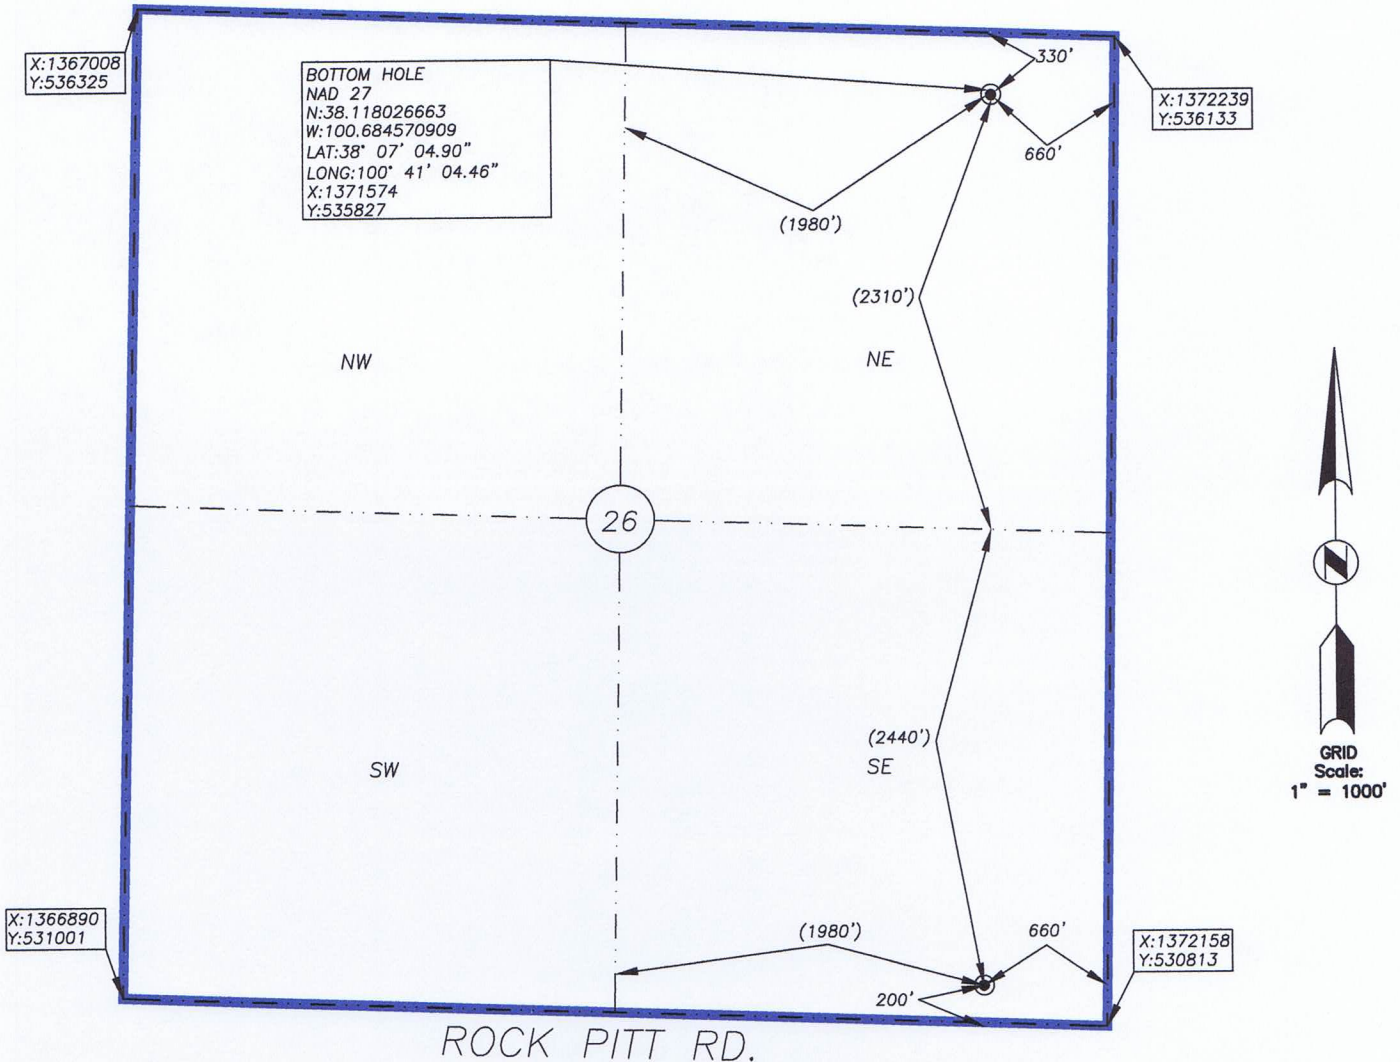 X:1367008
Y:536325
BOTTOM HOLE
NAD 27
N:38.118026663
W:100.684570909
LAT:38° 07' 04.90"
LONG:100° 41' 04.46"
X:1371574
Y:535827
330'
X:1372239
Y:536133
660'
(1980')
(2310')
NW
NE
26
N
(2440')
SW
SE
GRID
Scale:
1" = 1000'
X:1366890
Y:531001
(1980')
660'
X:1372158
Y:530813
200'
ROCK PITT RD.